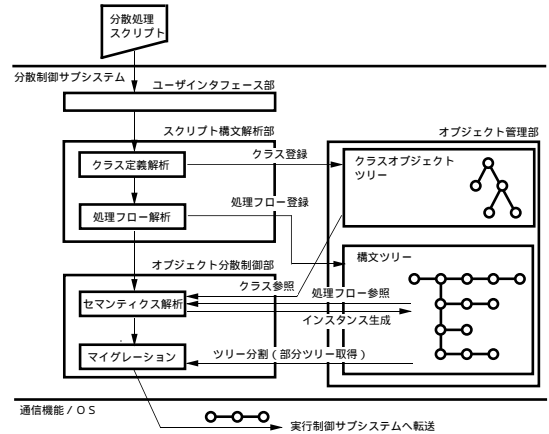 分散処理
スクリプト
分散制御サブシステム
ユーザインタフェース部
スクリプト構文解析部
オブジェクト管理部
クラス定義解析
クラス登録
クラスオブジェクト
ツリー
処理フロー解析
処理フロー登録
オブジェクト分散制御部
構文ツリー
クラス参照
処理フロー参照
セマンティクス解析
インスタンス生成
マイグレーション
ツリー分割(部分ツリー取得)
通信機能/OS
実行制御サブシステムへ転送